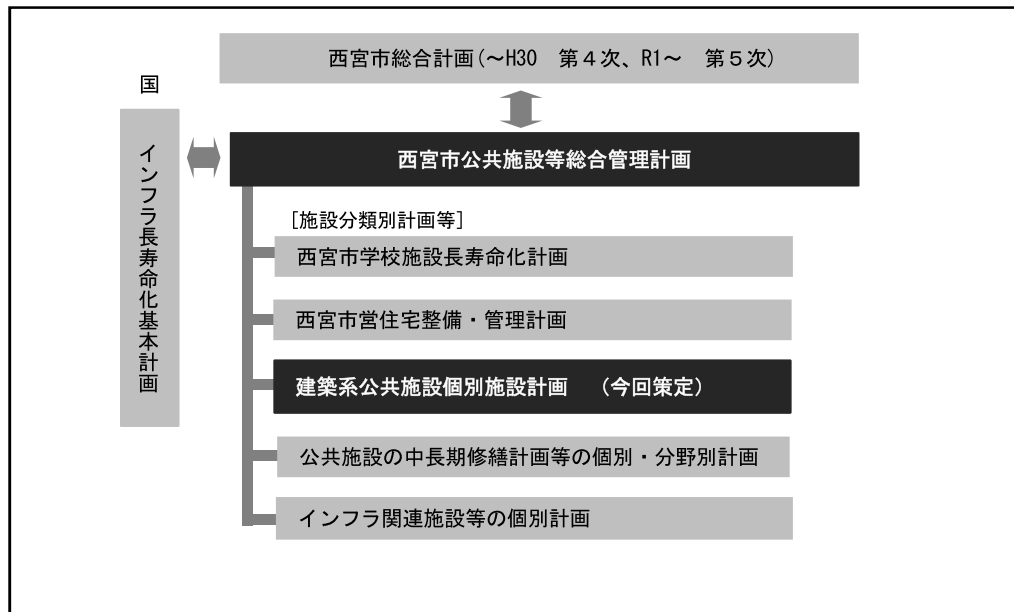 西宮市総合計画(～H30　第４次、R1～　第５次)
国
インフラ長寿命化基本計画
西宮市公共施設等総合管理計画
[施設分類別計画等]
西宮市学校施設長寿命化計画
西宮市営住宅整備・管理計画
建築系公共施設個別施設計画　（今回策定）
公共施設の中長期修繕計画等の個別・分野別計画
インフラ関連施設等の個別計画